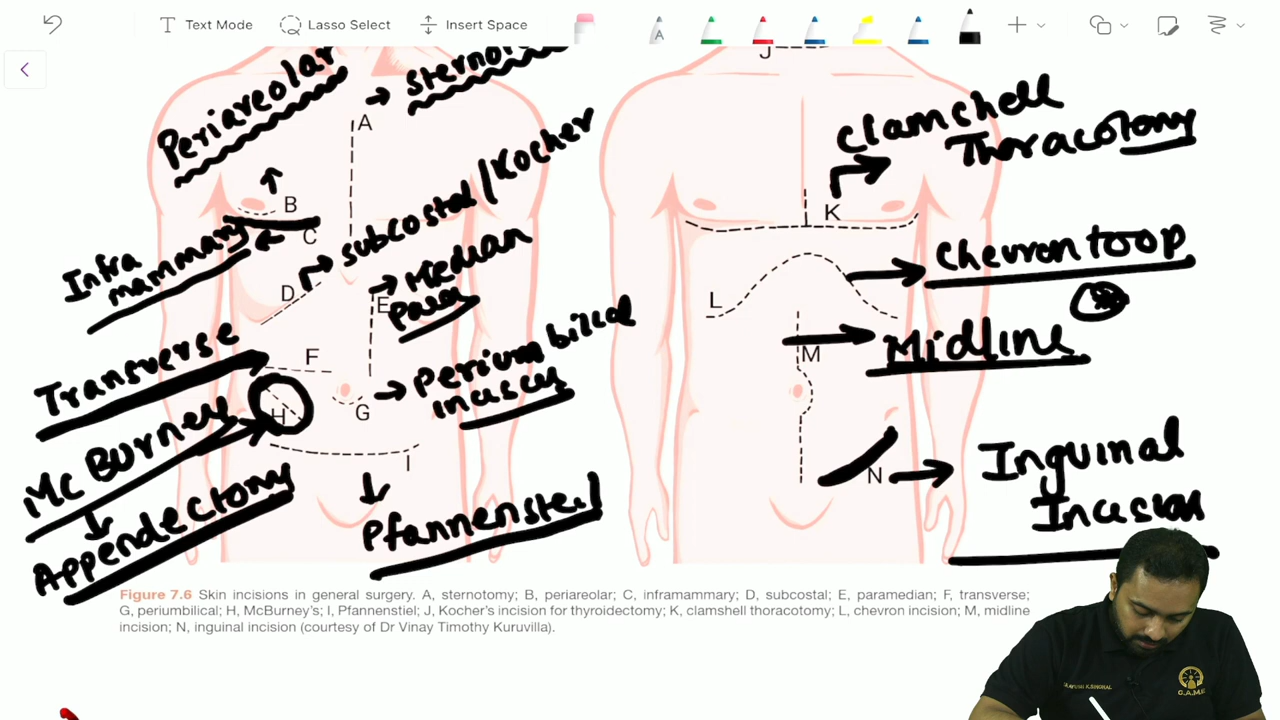 Text Mode
Lasso Select
Insert Space
A
Periareolar
A → sternot
J
B
C
Infra
mammary
D
subcostal/Kocher
E
Median
Para
Transverse
F
G
Periumbilical
incision
H
Mc Burney
Appendectomy
I
Pfannensteil
Clamshell
Thoracotomy
K
L
Chevron
M
Midline
N
Inguinal
Incision
Figure 7.6 Skin incisions in general surgery. A, sternotomy; B, periareolar; C, inframammary; D, subcostal; E, paramedian; F, transverse;
G, periumbilical; H, McBurney's; I, Pfannenstiel; J, Kocher's incision for thyroidectomy; K, clamshell thoracotomy; L, chevron incision; M, midline
incision; N, inguinal incision (courtesy of Dr Vinay Timothy Kuruvilla).
G.A.M.E